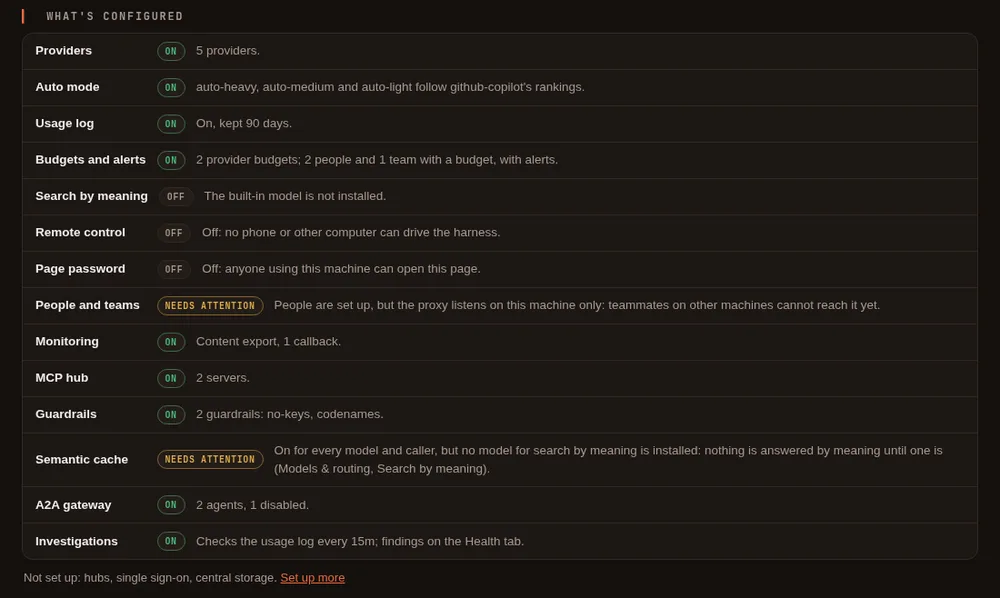 WHAT'S CONFIGURED
Providers ON 5 providers.
Auto mode ON auto-heavy, auto-medium and auto-light follow github-copilot's rankings.
Usage log ON On, kept 90 days.
Budgets and alerts ON 2 provider budgets; 2 people and 1 team with a budget, with alerts.
Search by meaning OFF The built-in model is not installed.
Remote control OFF Off: no phone or other computer can drive the harness.
Page password OFF Off: anyone using this machine can open this page.
People and teams NEEDS ATTENTION People are set up, but the proxy listens on this machine only: teammates on other machines cannot reach it yet.
Monitoring ON Content export, 1 callback.
MCP hub ON 2 servers.
Guardrails ON 2 guardrails: no-keys, codenames.
Semantic cache NEEDS ATTENTION On for every model and caller, but no model for search by meaning is installed: nothing is answered by meaning until one is
(Models & routing, Search by meaning).
A2A gateway ON 2 agents, 1 disabled.
Investigations ON Checks the usage log every 15m; findings on the Health tab.
Not set up: hubs, single sign-on, central storage. Set up more